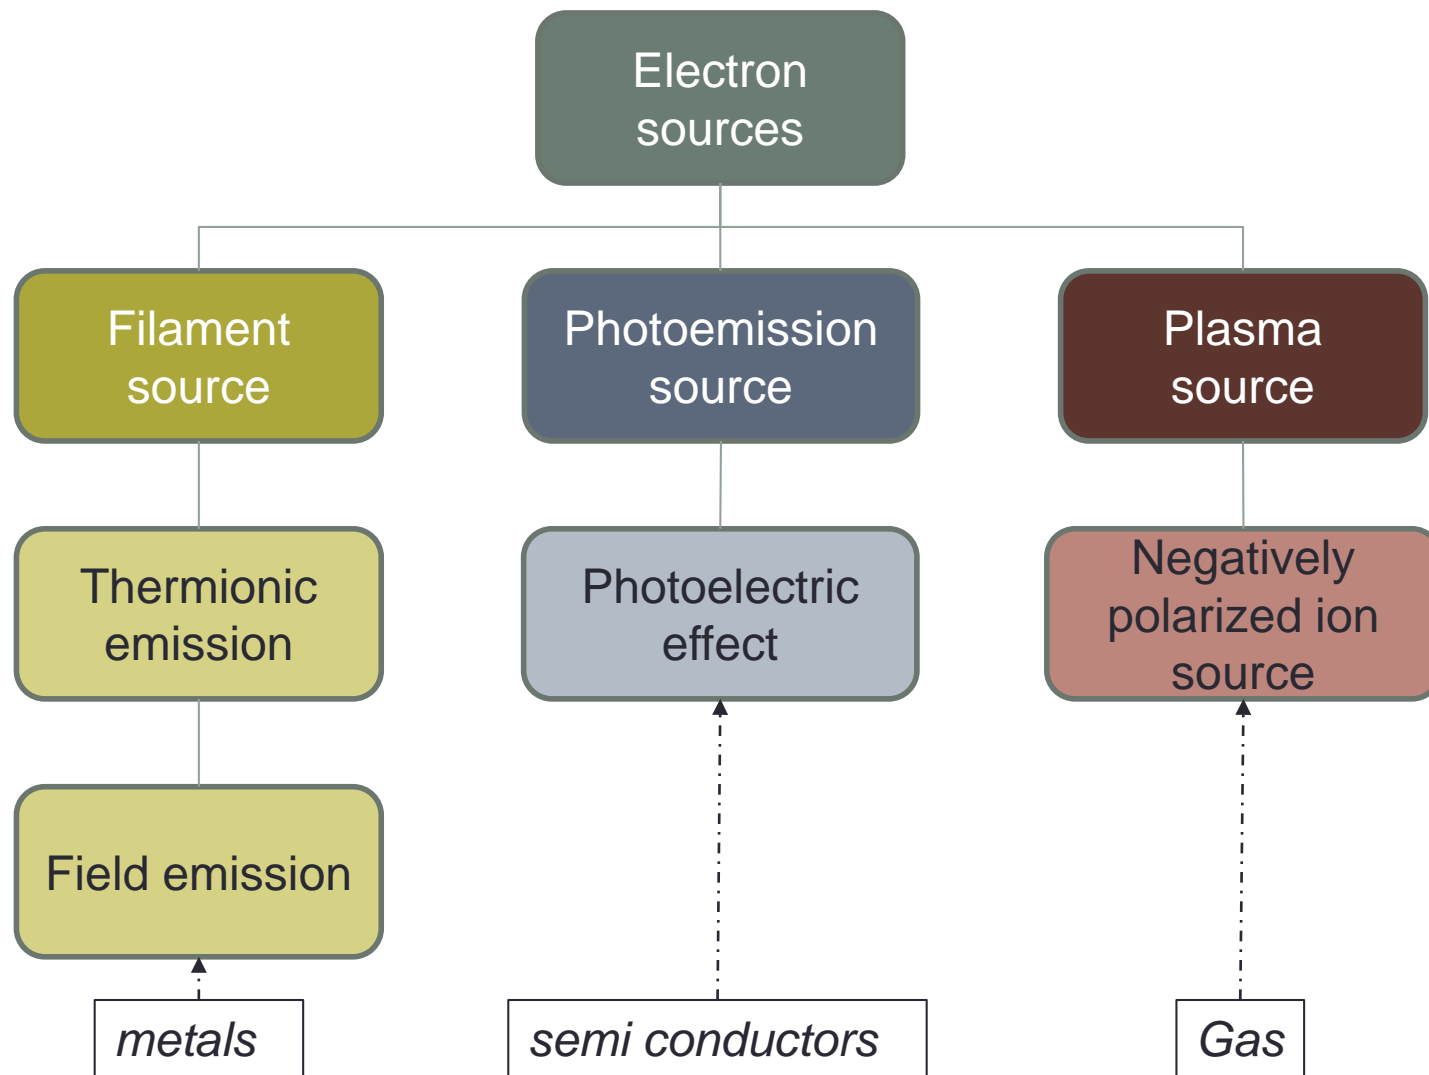 Electron
sources
Filament
source
Photoemission
source
Plasma
source
Thermionic
emission
Photoelectric
effect
Negatively
polarized ion
source
Field emission
metals
semi conductors
Gas